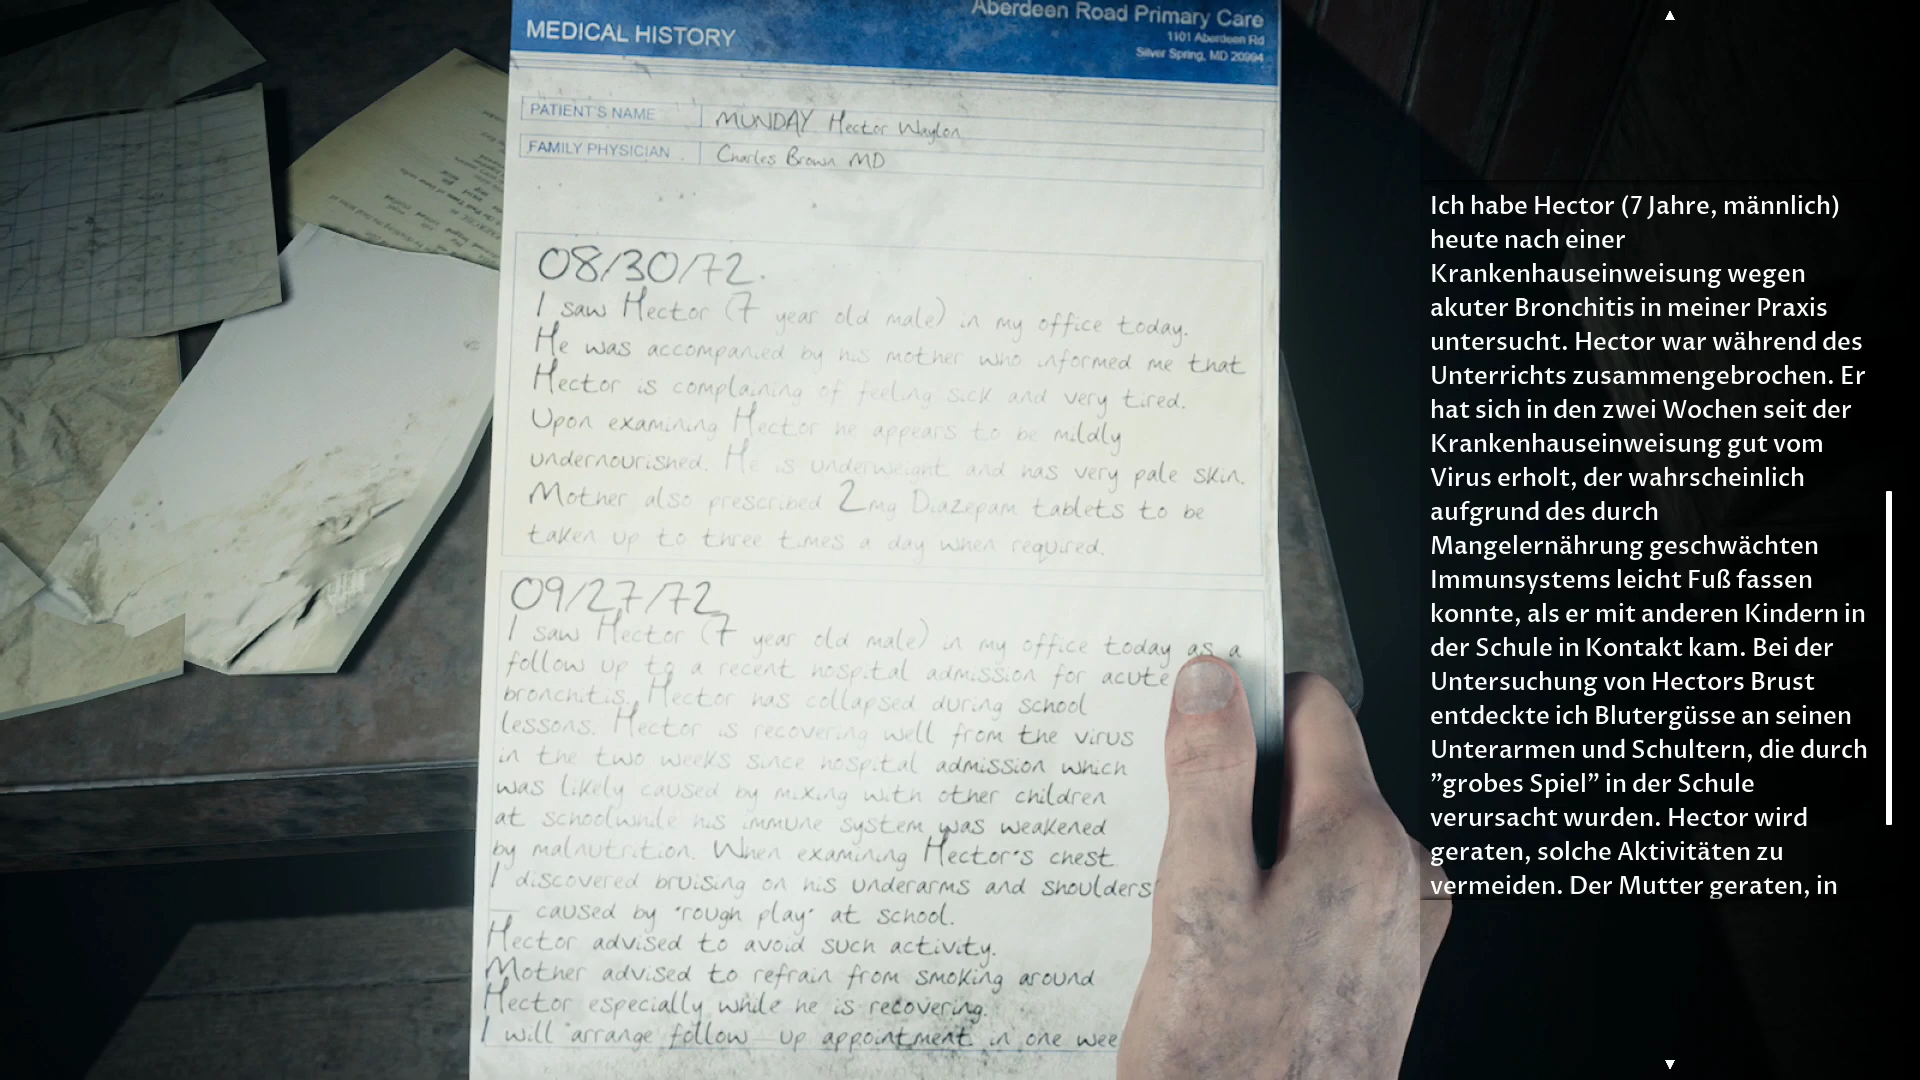 Aberdeen Road Primary Care
1101 Aberdeen Rd
Silver Spring, MD 20994
MEDICAL HISTORY
PATIENT'S NAME
MUNDAY Hector Waylon
FAMILY PHYSICIAN
Charles Brown MD
08/30/72.
I saw Hector (7 year old male) in my office today.
He was accompanied by his mother who informed me that
Hector is complaining of feeling sick and very tired.
Upon examining Hector he appears to be mildly
undernourished. He is underweight and has very pale skin.
Mother also prescribed 2mg Diazepam tablets to be
taken up to three times a day when required.
09/27/72
I saw Hector (7 year old male) in my office today as a
follow up to a recent hospital admission for acute
bronchitis. Hector has collapsed during school
lessons. Hector is recovering well from the virus
in the two weeks since hospital admission which
was likely caused by mixing with other children
at school while his immune system was weakened
by malnutrition. When examining Hector's chest
I discovered bruising on his underarms and shoulders
— caused by "rough play" at school.
Hector advised to avoid such activity.
Mother advised to refrain from smoking around
Hector especially while he is recovering.
I will arrange follow up appointment in one wee
Ich habe Hector (7 Jahre, männlich)
heute nach einer
Krankenhauseinweisung wegen
akuter Bronchitis in meiner Praxis
untersucht. Hector war während des
Unterrichts zusammengebrochen. Er
hat sich in den zwei Wochen seit der
Krankenhauseinweisung gut vom
Virus erholt, der wahrscheinlich
aufgrund des durch
Mangelernährung geschwächten
Immunsystems leicht Fuß fassen
konnte, als er mit anderen Kindern in
der Schule in Kontakt kam. Bei der
Untersuchung von Hectors Brust
entdeckte ich Blutergüsse an seinen
Unterarmen und Schultern, die durch
"grobes Spiel" in der Schule
verursacht wurden. Hector wird
geraten, solche Aktivitäten zu
vermeiden. Der Mutter geraten, in